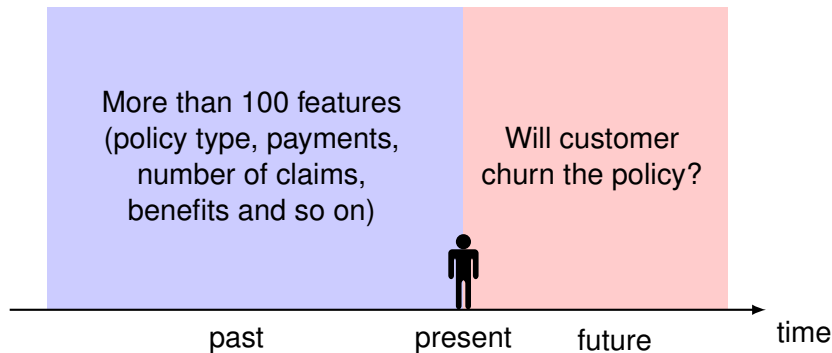 More than 100 features
(policy type, payments,
number of claims,
benefits and so on)
Will customer
churn the policy?
past
present
future
time